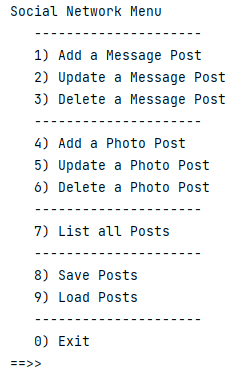 Social Network Menu
---------------------
1) Add a Message Post
2) Update a Message Post
3) Delete a Message Post
---------------------
4) Add a Photo Post
5) Update a Photo Post
6) Delete a Photo Post
---------------------
7) List all Posts
---------------------
8) Save Posts
9) Load Posts
---------------------
0) Exit
==>>